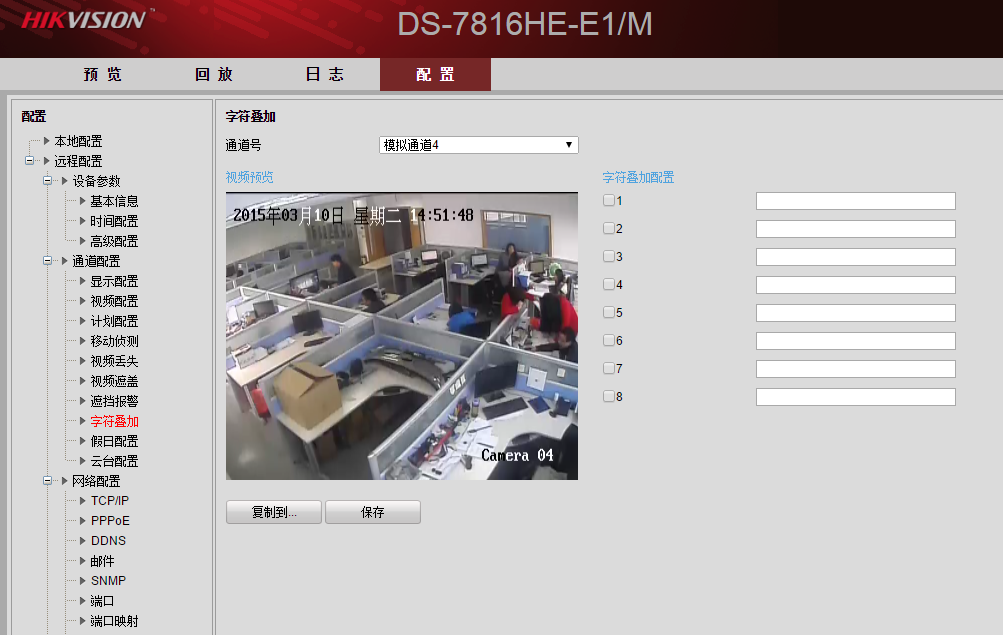 HIKVISION™
DS-7816HE-E1/M
预 览
回 放
日 志
配 置
配置
本地配置
远程配置
设备参数
基本信息
时间配置
高级配置
通道配置
显示配置
视频配置
计划配置
移动侦测
视频丢失
视频遮盖
遮挡报警
字符叠加
假日配置
云台配置
网络配置
TCP/IP
PPPoE
DDNS
邮件
SNMP
端口
端口映射
字符叠加
通道号
模拟通道4
视频预览
2015年03月10日 星期二 14:51:48
Camera 04
复制到...
保存
字符叠加配置
1
2
3
4
5
6
7
8